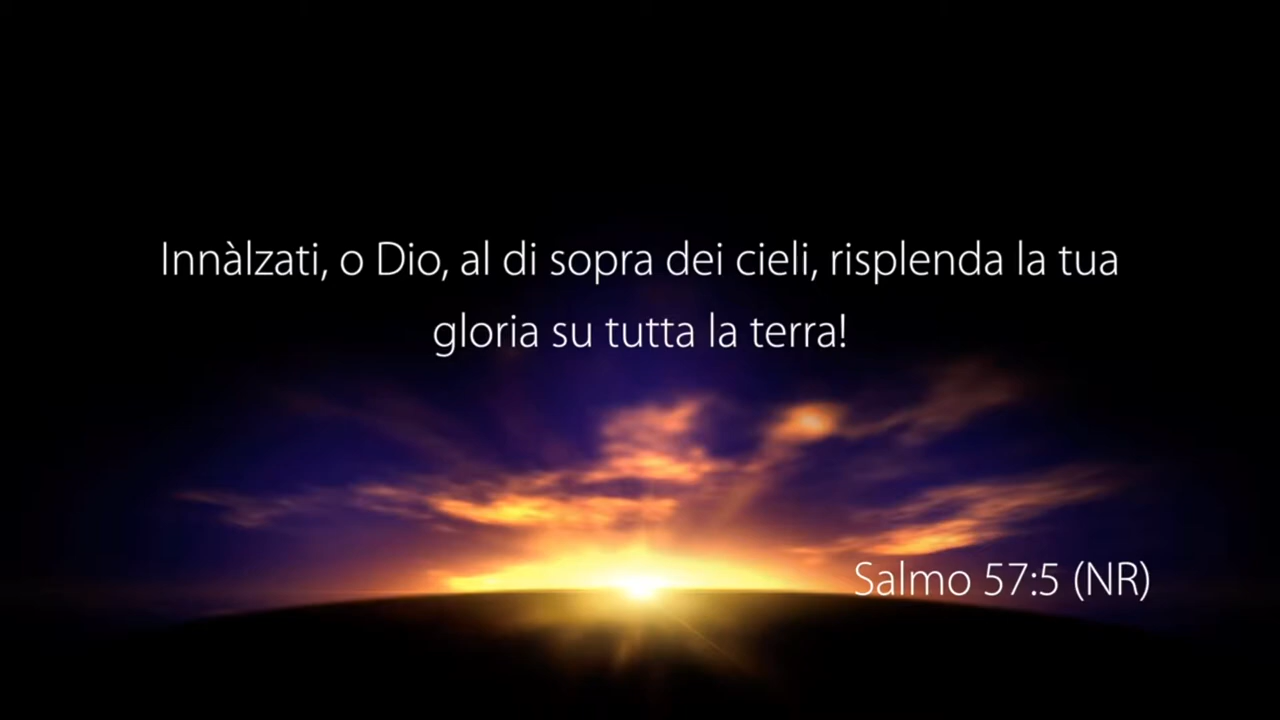 Innàlzati, o Dio, al di sopra dei cieli, risplenda la tua
gloria su tutta la terra!
Salmo 57:5 (NR)